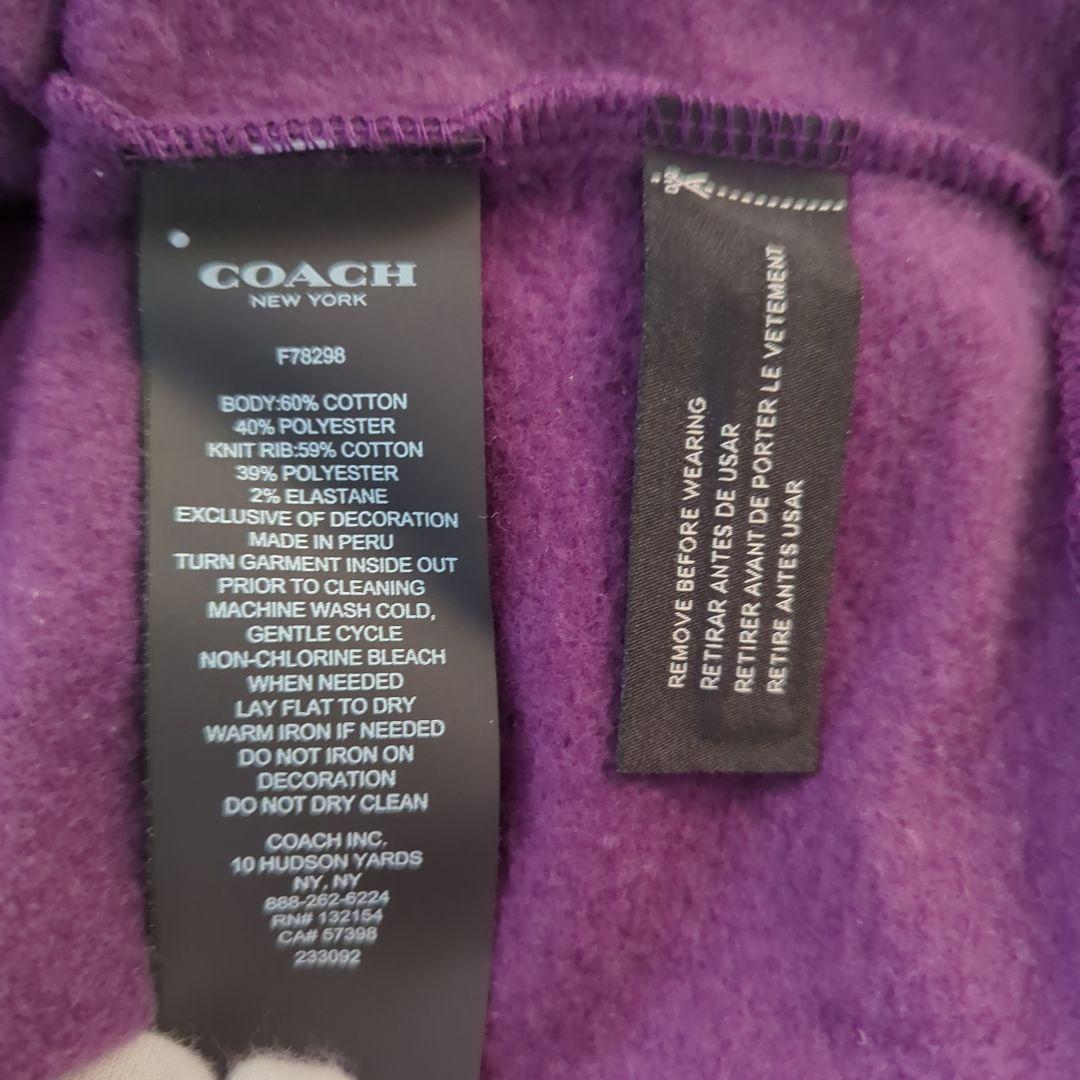 COACH
NEW YORK
F78298
BODY:60% COTTON
40% POLYESTER
KNIT RIB:59% COTTON
39% POLYESTER
2% ELASTANE
EXCLUSIVE OF DECORATION
MADE IN PERU
TURN GARMENT INSIDE OUT
PRIOR TO CLEANING
MACHINE WASH COLD,
GENTLE CYCLE
NON-CHLORINE BLEACH
WHEN NEEDED
LAY FLAT TO DRY
WARM IRON IF NEEDED
DO NOT IRON ON
DECORATION
DO NOT DRY CLEAN
COACH INC.
10 HUDSON YARDS
NY, NY
888-262-6224
RN# 132154
CA# 57398
233092
REMOVE BEFORE WEARING
RETIRAR ANTES DE USAR
RETIRER AVANT DE PORTER LE VETEMENT
RETIRE ANTES USAR